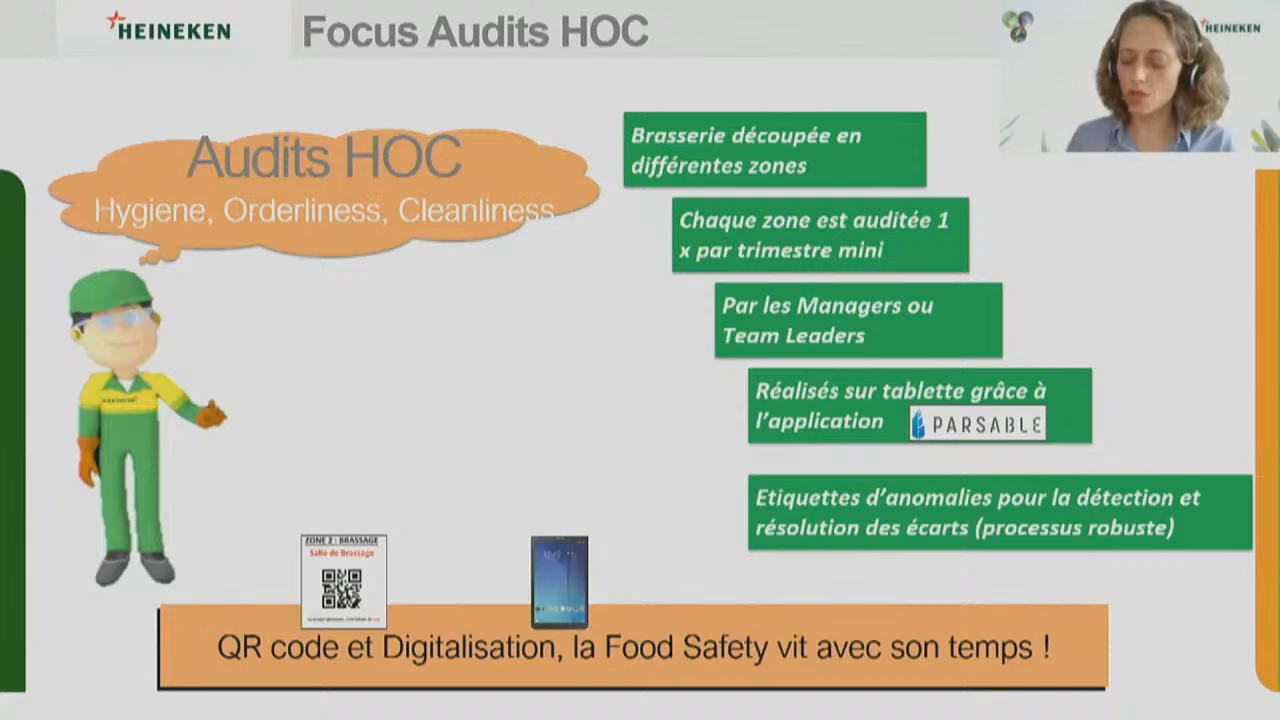 HEINEKEN
Focus Audits HOC
HEINEKEN
Audits HOC
Hygiene, Orderliness, Cleanliness
Brasserie découpée en
différentes zones
Chaque zone est auditée 1
x par trimestre mini
Par les Managers ou
Team Leaders
Réalisés sur tablette grâce à
l'application PARSABLE
Etiquettes d'anomalies pour la détection et
résolution des écarts (processus robuste)
ZONE 2 : BRASSAGE
Salle de Brassage
QR code et Digitalisation, la Food Safety vit avec son temps !